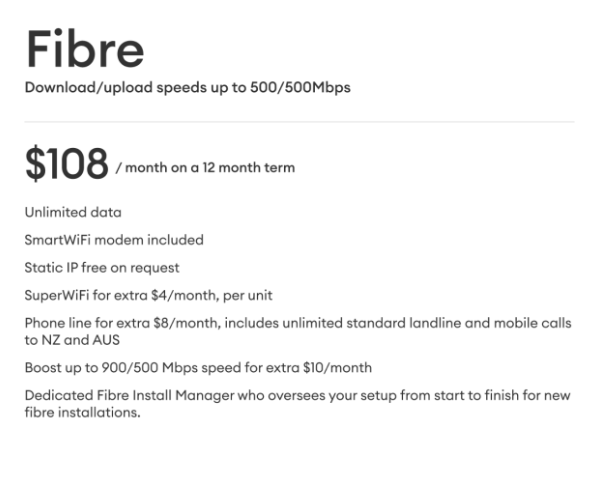 Fibre
Download/upload speeds up to 500/500Mbps
$108 / month on a 12 month term
Unlimited data
SmartWiFi modem included
Static IP free on request
SuperWiFi for extra $4/month, per unit
Phone line for extra $8/month, includes unlimited standard landline and mobile calls
to NZ and AUS
Boost up to 900/500 Mbps speed for extra $10/month
Dedicated Fibre Install Manager who oversees your setup from start to finish for new
fibre installations.